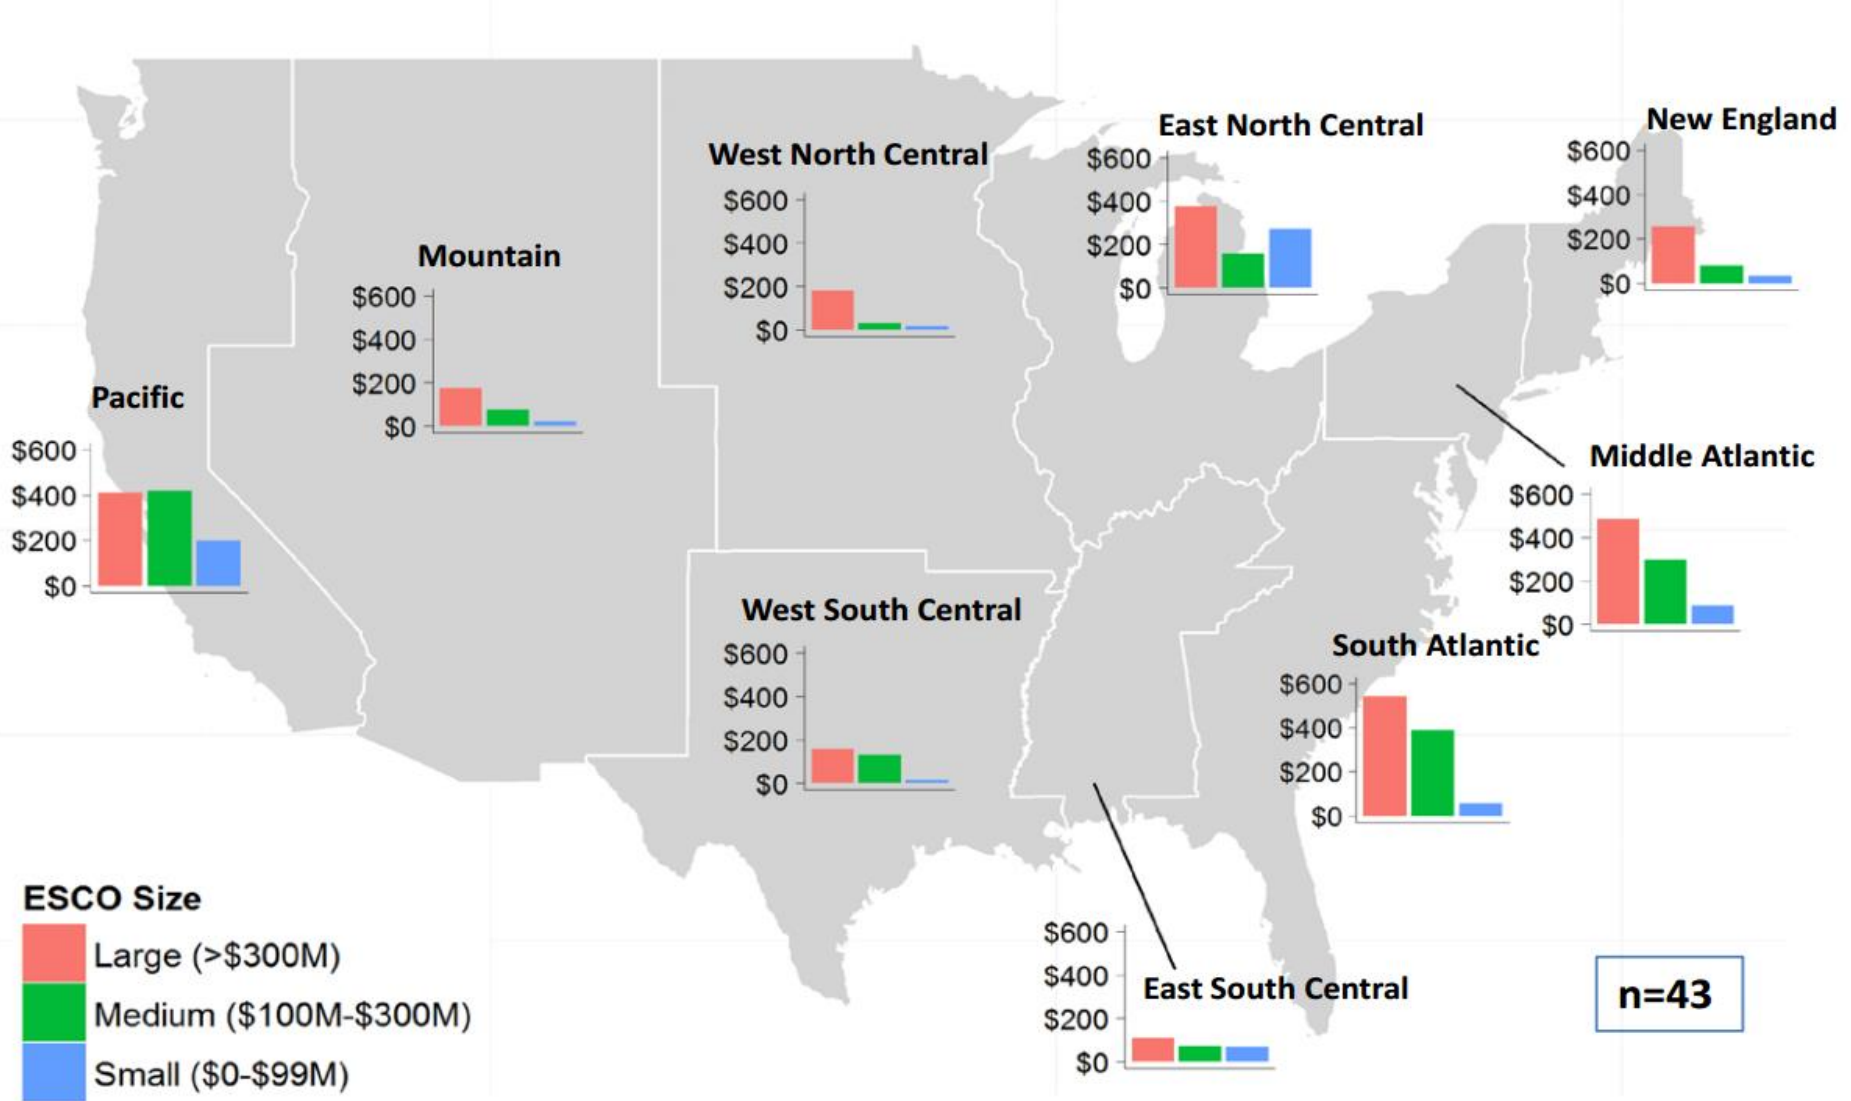 East North Central
$600
$400
$200
$0
New England
$600
$400
$200
$0
West North Central
$600
$400
$200
$0
Mountain
$600
$400
$200
$0
Pacific
$600
$400
$200
$0
Middle Atlantic
$600
$400
$200
$0
West South Central
$600
$400
$200
$0
South Atlantic
$600
$400
$200
$0
East South Central
$600
$400
$200
$0
ESCO Size
Large (>$300M)
Medium ($100M-$300M)
Small ($0-$99M)
n=43